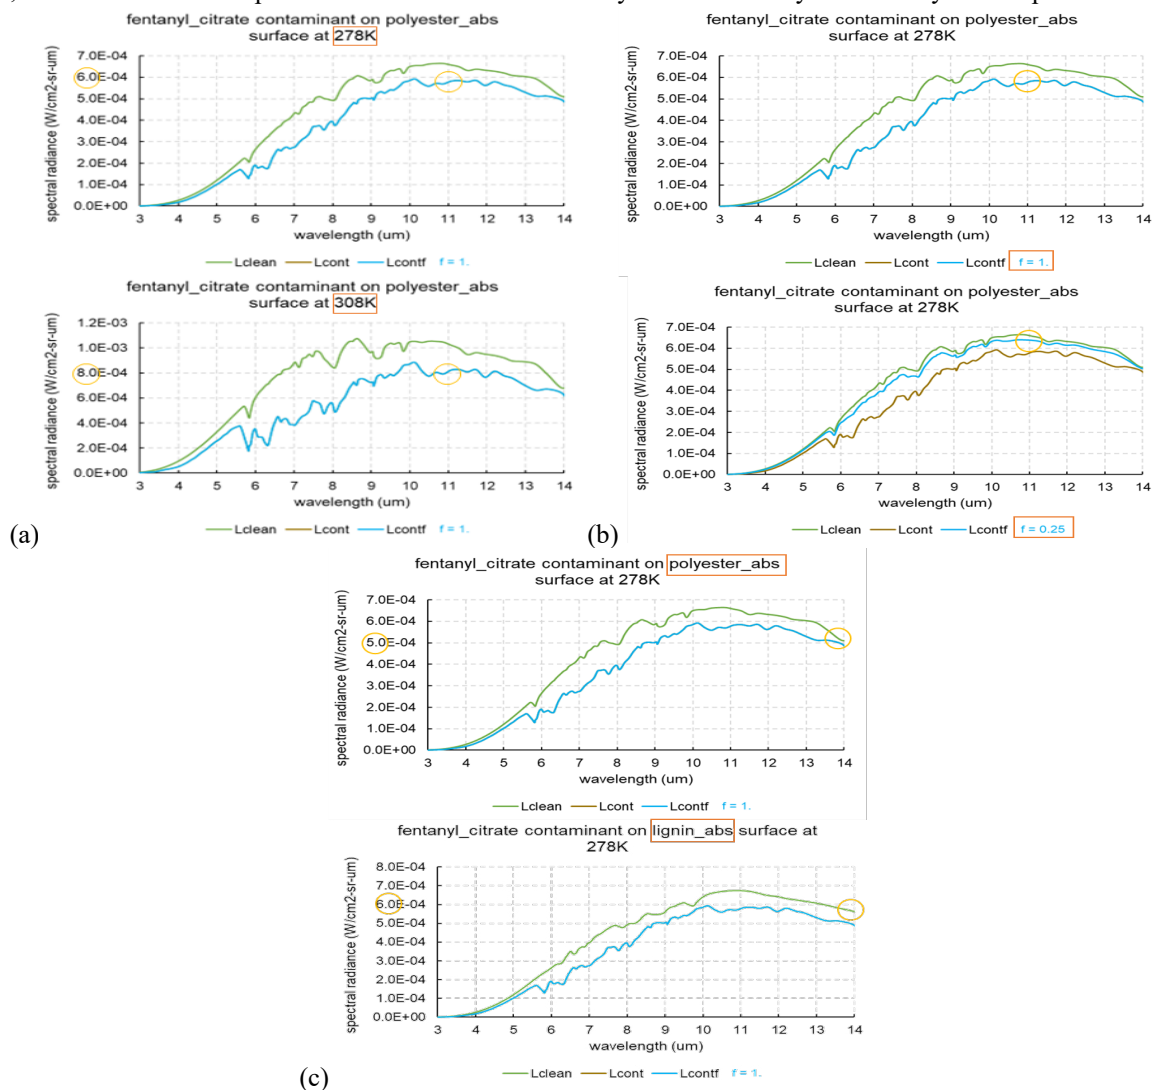 fentanyl_citrate contaminant on polyester_abs
surface at 278K
spectral radiance (W/cm2-sr-um)
7.0E-04
6.0E-04
5.0E-04
4.0E-04
3.0E-04
2.0E-04
1.0E-04
0.0E+00
3 4 5 6 7 8 9 10 11 12 13 14
wavelength (um)
Lclean Lcont Lcontf f = 1.
fentanyl_citrate contaminant on polyester_abs
surface at 308K
spectral radiance (W/cm2-sr-um)
1.2E-03
1.0E-03
8.0E-04
6.0E-04
4.0E-04
2.0E-04
0.0E+00
3 4 5 6 7 8 9 10 11 12 13 14
wavelength (um)
Lclean Lcont Lcontf f = 1.
(a)
fentanyl_citrate contaminant on polyester_abs
surface at 278K
spectral radiance (W/cm2-sr-um)
7.0E-04
6.0E-04
5.0E-04
4.0E-04
3.0E-04
2.0E-04
1.0E-04
0.0E+00
3 4 5 6 7 8 9 10 11 12 13 14
wavelength (um)
Lclean Lcont Lcontf f = 1.
fentanyl_citrate contaminant on polyester_abs
surface at 278K
spectral radiance (W/cm2-sr-um)
7.0E-04
6.0E-04
5.0E-04
4.0E-04
3.0E-04
2.0E-04
1.0E-04
0.0E+00
3 4 5 6 7 8 9 10 11 12 13 14
wavelength (um)
Lclean Lcont Lcontf f = 0.25
(b)
fentanyl_citrate contaminant on polyester_abs
surface at 278K
spectral radiance (W/cm2-sr-um)
7.0E-04
6.0E-04
5.0E-04
4.0E-04
3.0E-04
2.0E-04
1.0E-04
0.0E+00
3 4 5 6 7 8 9 10 11 12 13 14
wavelength (um)
Lclean Lcont Lcontf f = 1.
fentanyl_citrate contaminant on lignin_abs surface at
278K
spectral radiance (W/cm2-sr-um)
8.0E-04
7.0E-04
6.0E-04
5.0E-04
4.0E-04
3.0E-04
2.0E-04
1.0E-04
0.0E+00
3 4 5 6 7 8 9 10 11 12 13 14
wavelength (um)
Lclean Lcont Lcontf f = 1.
(c)